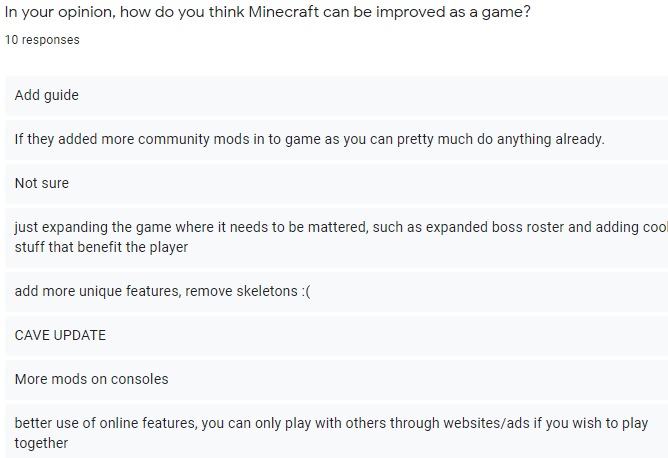 In your opinion, how do you think Minecraft can be improved as a game?
10 responses
Add guide
If they added more community mods in to game as you can pretty much do anything already.
Not sure
just expanding the game where it needs to be mattered, such as expanded boss roster and adding cool
stuff that benefit the player
add more unique features, remove skeletons :(
CAVE UPDATE
More mods on consoles
better use of online features, you can only play with others through websites/ads if you wish to play
together